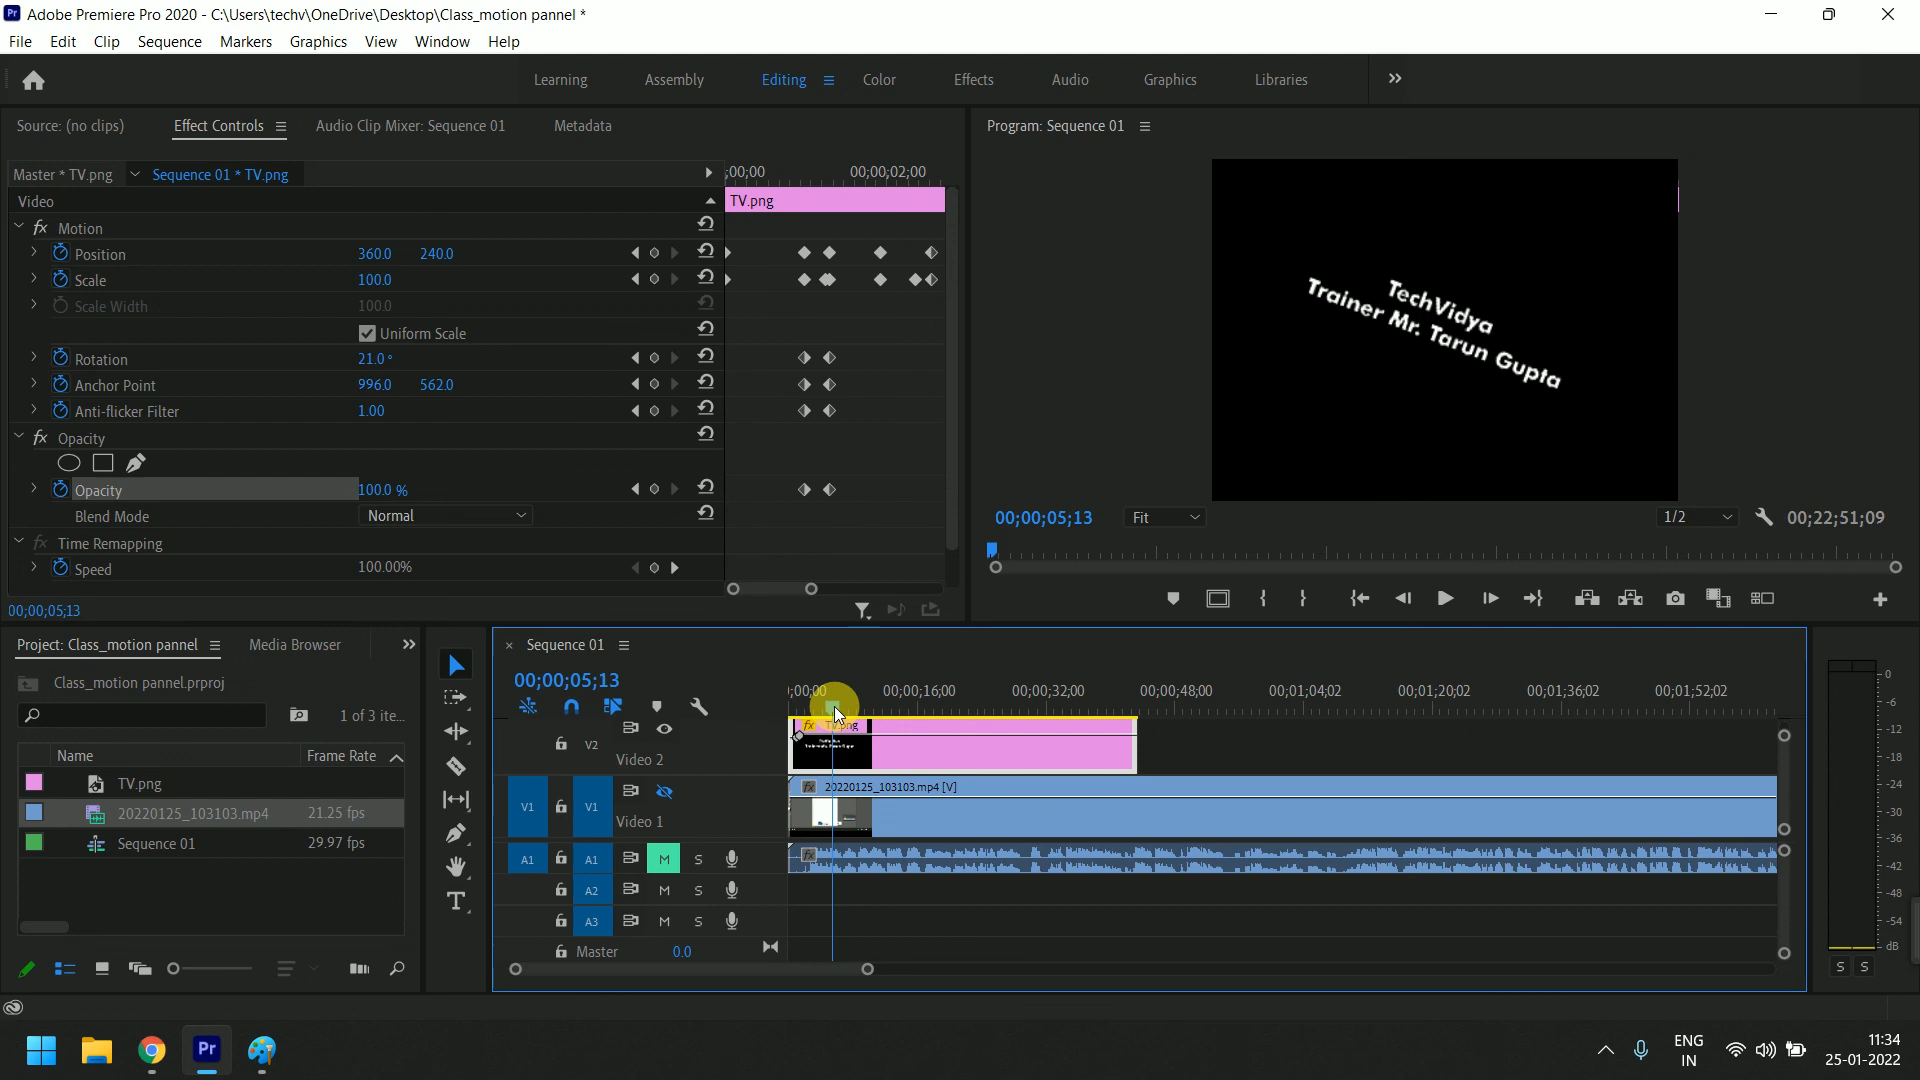 Adobe Premiere Pro 2020 - C:\Users\techv\OneDrive\Desktop\Class_motion pannel *
File Edit Clip Sequence Markers Graphics View Window Help
Learning Assembly Editing Color Effects Audio Graphics Libraries
Source: (no clips) Effect Controls Audio Clip Mixer: Sequence 01 Metadata
Program: Sequence 01
Master * TV.png Sequence 01 * TV.png
;00;00 00;00;02;00
Video
TV.png
fx Motion
Position 360.0 240.0
Scale 100.0
Scale Width 100.0
Uniform Scale
Rotation 21.0 °
Anchor Point 996.0 562.0
Anti-flicker Filter 1.00
fx Opacity
Opacity 100.0 %
Blend Mode Normal
fx Time Remapping
Speed 100.00%
00;00;05;13
TechVidya
Trainer Mr. Tarun Gupta
00;00;05;13 Fit 1/2 00;22;51;09
Project: Class_motion pannel Media Browser
Class_motion pannel.prproj
1 of 3 ite...
Name Frame Rate
TV.png
20220125_103103.mp4 21.25 fps
Sequence 01 29.97 fps
× Sequence 01
00;00;05;13
;00;00 00;00;16;00 00;00;32;00 00;00;48;00 00;01;04;02 00;01;20;02 00;01;36;02 00;01;52;02
V2 Video 2
fx TV.png
V1 V1 Video 1
fx 20220125_103103.mp4 [V]
A1 A1 M S
fx
A2 M S
A3 M S
Master 0.0
0
-6
-12
-18
-24
-30
-36
-42
-48
-54
dB
S S
Pr
ENG
IN
11:34
25-01-2022